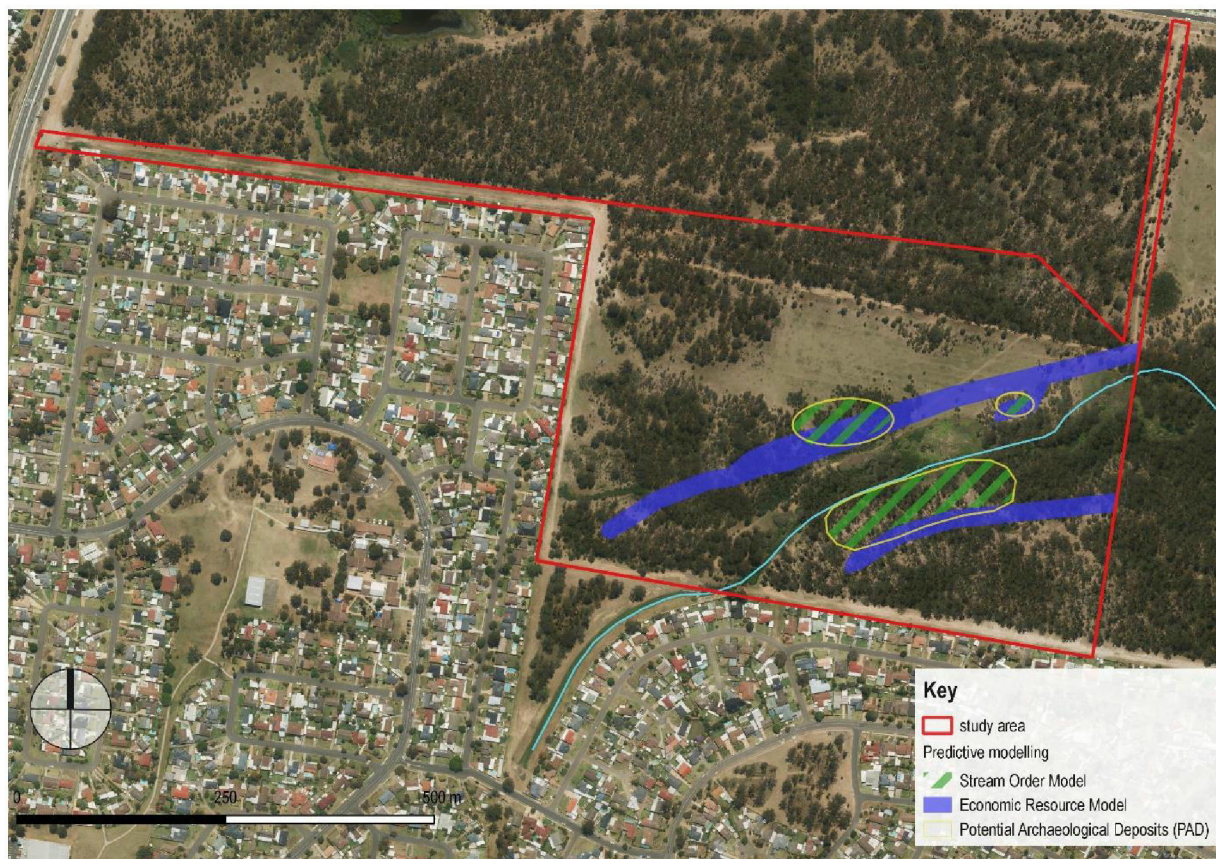 Key
study area
Predictive modelling
Stream Order Model
Economic Resource Model
Potential Archaeological Deposits (PAD)
0 250 500 m